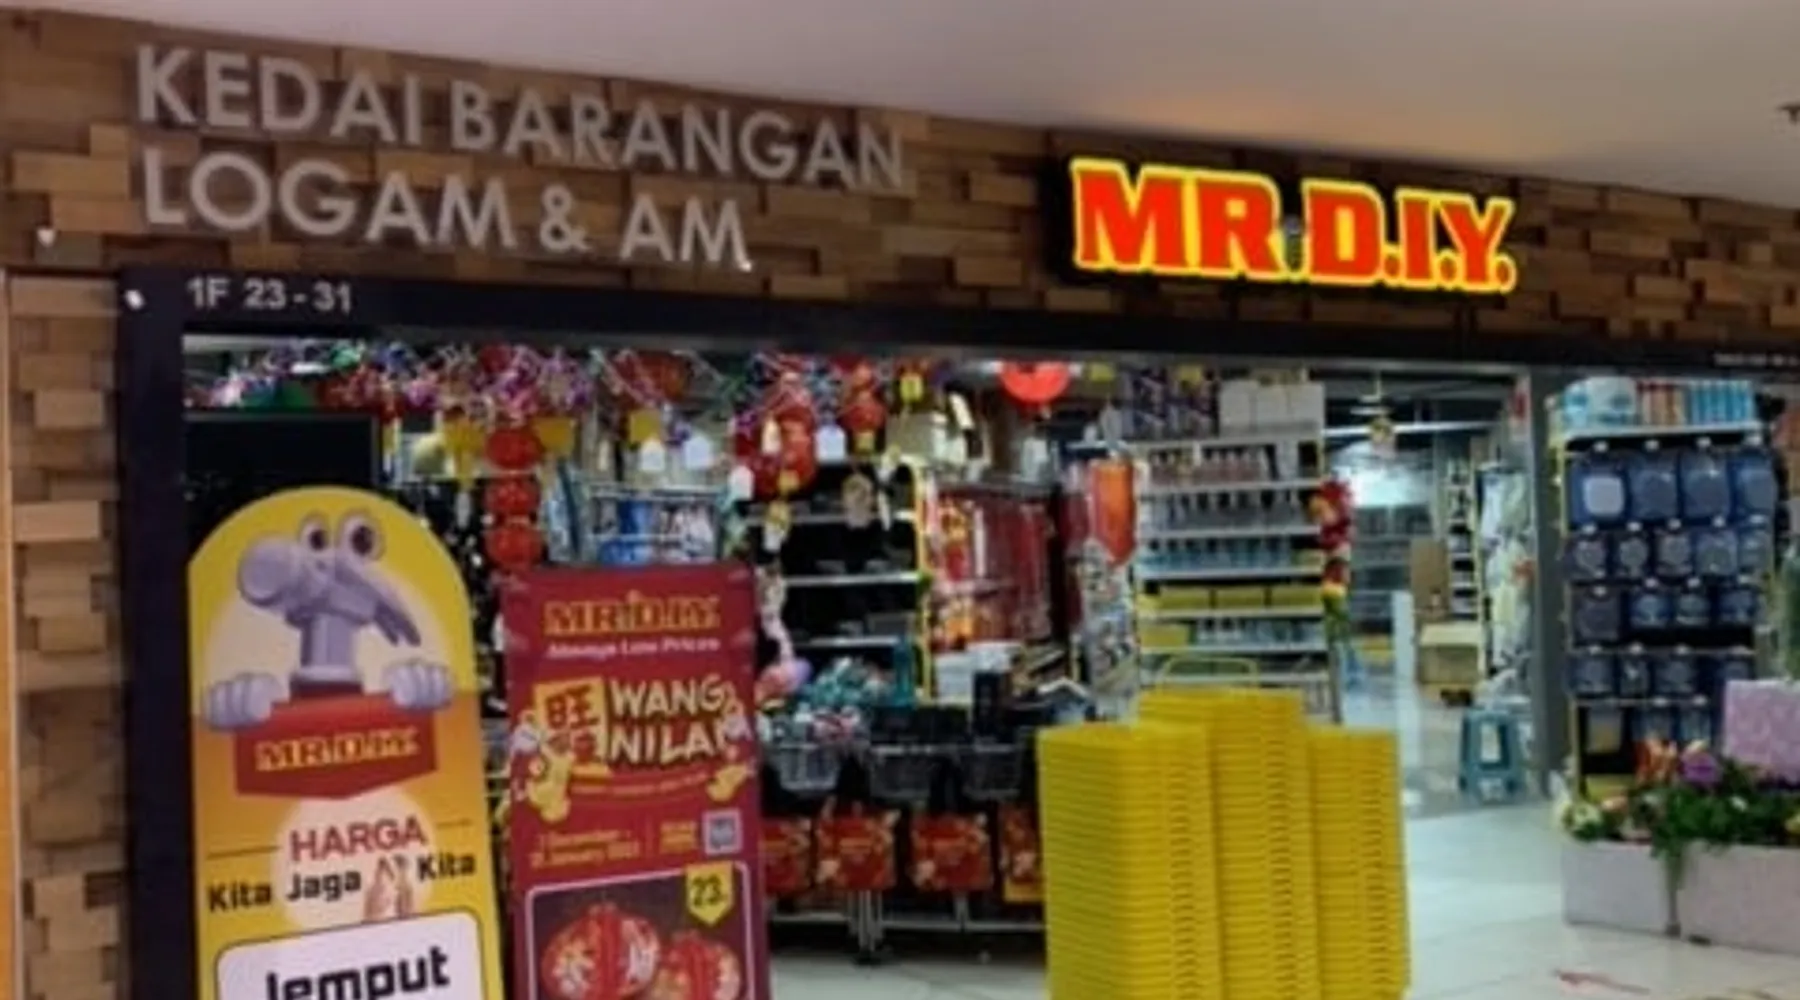 KEDAI BARANGAN
LOGAM & AM
MR.D.I.Y.
1F 23-31
MR.D.I.Y.
HARGA
Kita Jaga Kita
Jemput
MR.D.I.Y.
Always Low Prices
旺
WANG
NILAI
23.